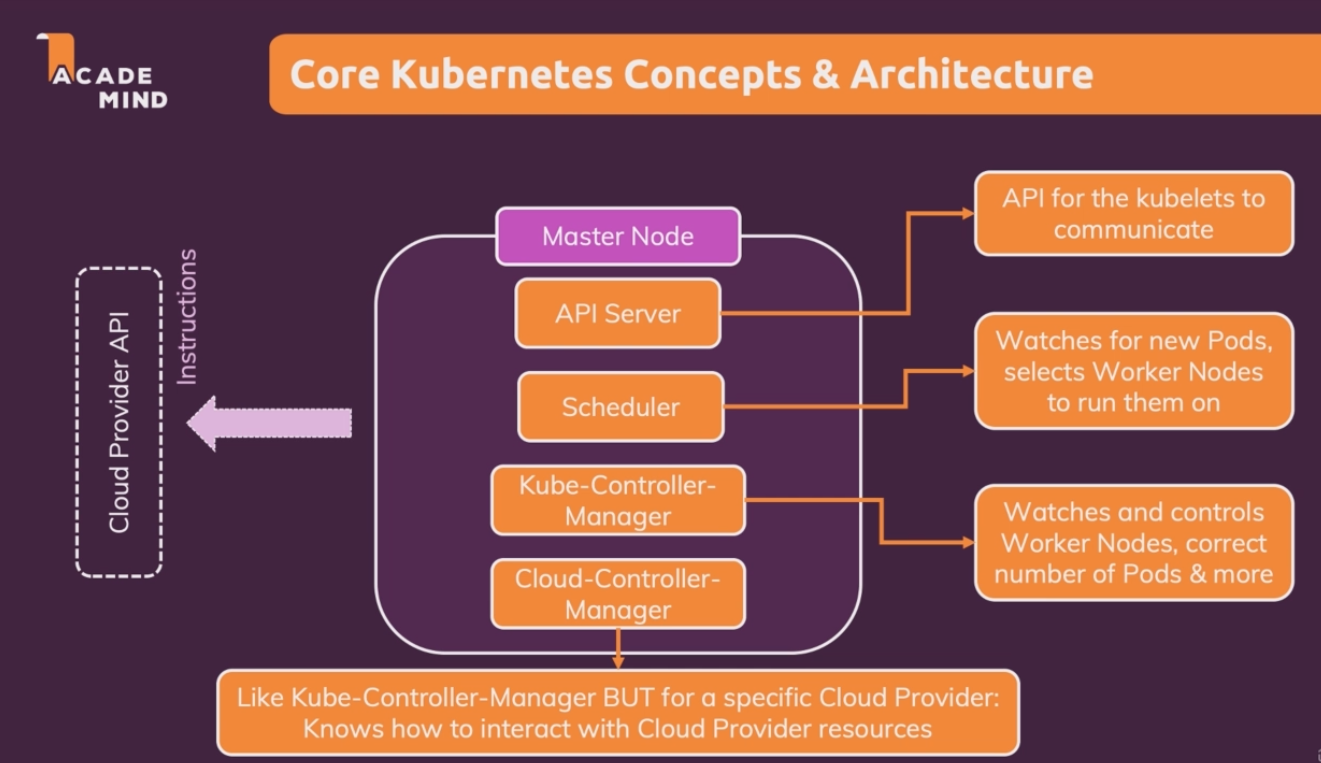 ACADE
MIND
Core Kubernetes Concepts & Architecture
Master Node
API Server
Scheduler
Kube-Controller-
Manager
Cloud-Controller-
Manager
API for the kubelets to
communicate
Watches for new Pods,
selects Worker Nodes
to run them on
Watches and controls
Worker Nodes, correct
number of Pods & more
Like Kube-Controller-Manager BUT for a specific Cloud Provider:
Knows how to interact with Cloud Provider resources
Instructions
Cloud Provider API